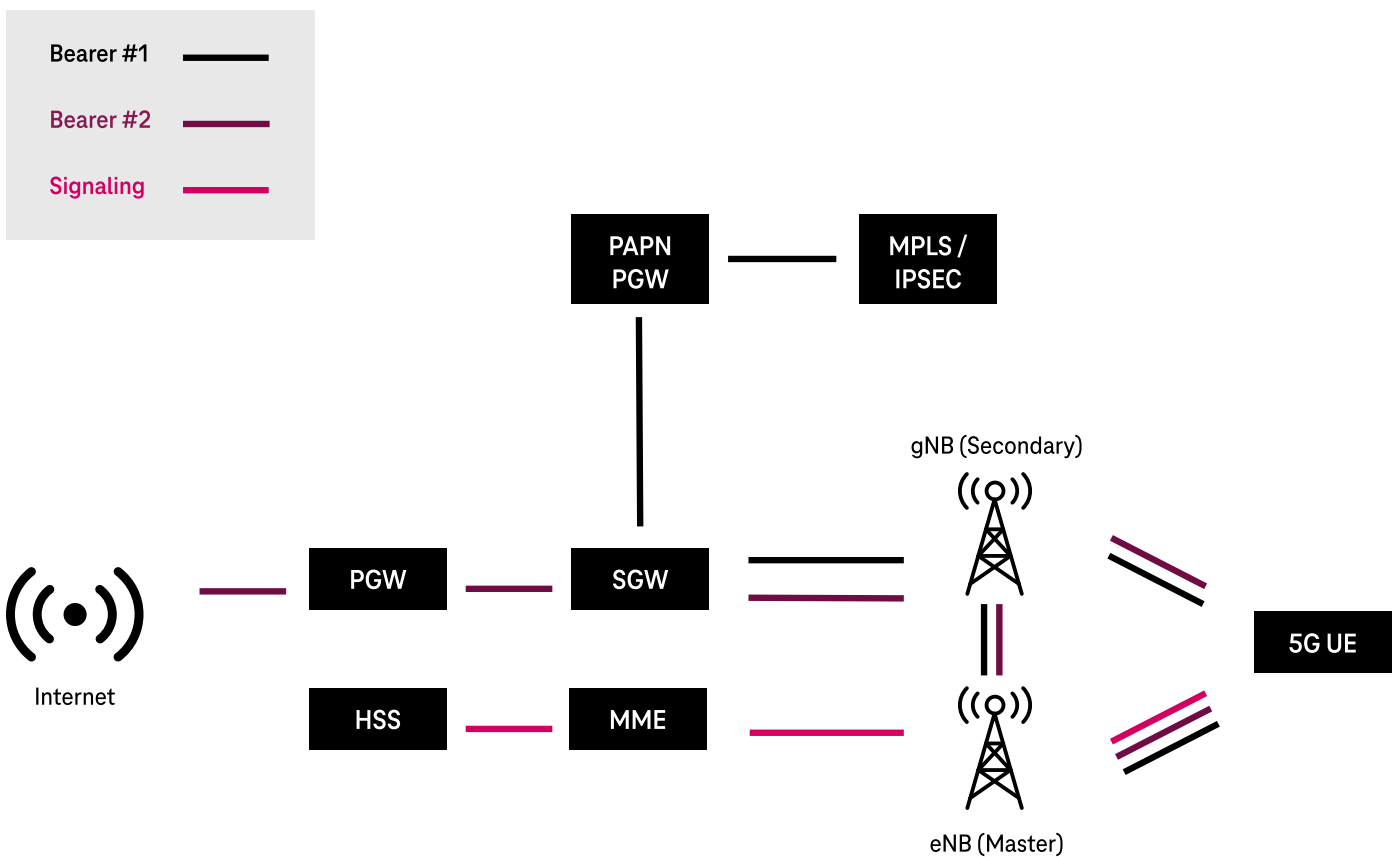 Bearer #1
Bearer #2
Signaling
PAPN
PGW
MPLS /
IPSEC
gNB (Secondary)
PGW
SGW
5G UE
Internet
HSS
MME
eNB (Master)